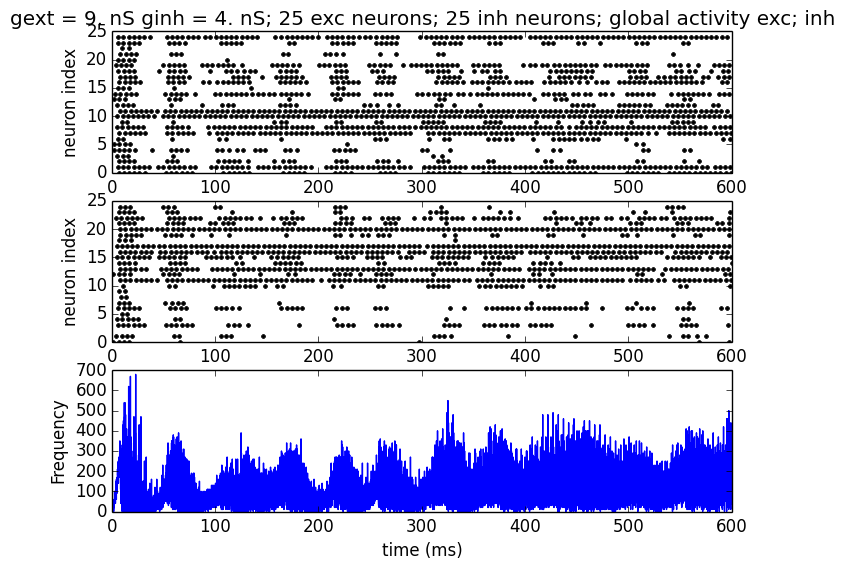 gext = 9. nS ginh = 4. nS; 25 exc neurons; 25 inh neurons; global activity exc; inh
25
20
15
10
5
0
neuron index
0 100 200 300 400 500 600
25
20
15
10
5
0
neuron index
0 100 200 300 400 500 600
700
600
500
400
300
200
100
0
Frequency
0 100 200 300 400 500 600
time (ms)